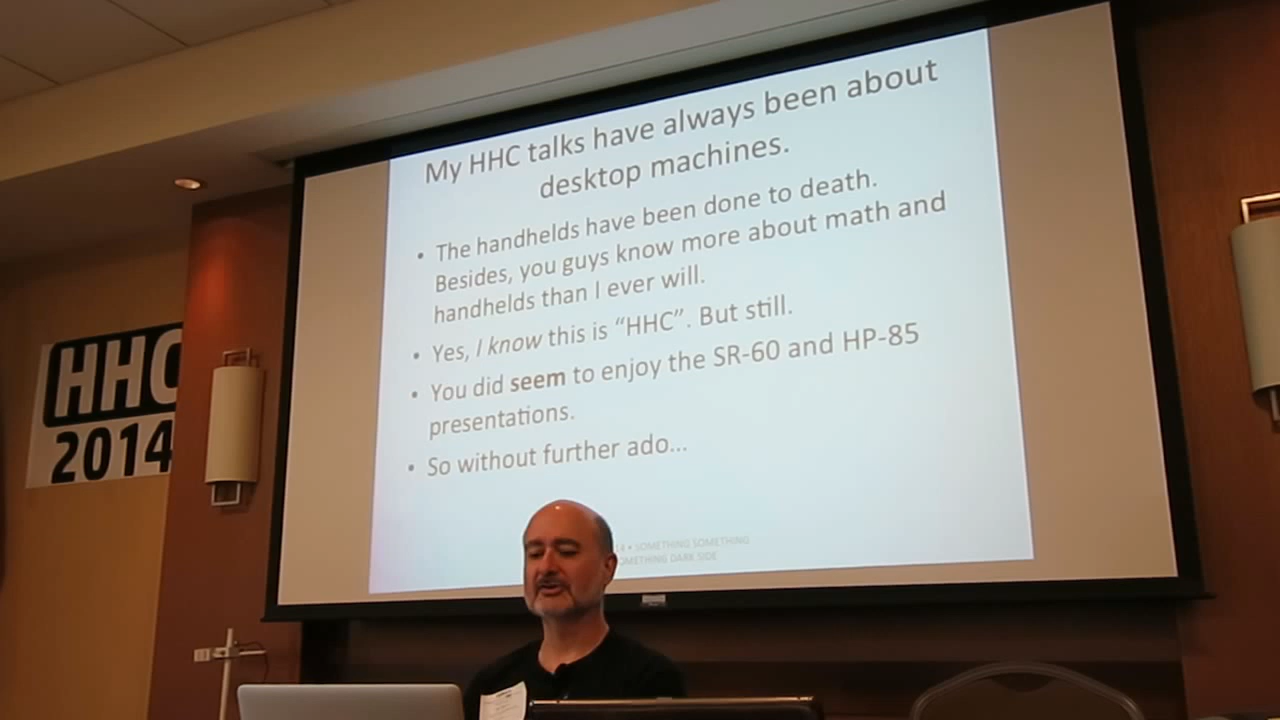 My HHC talks have always been about
desktop machines.
• The handhelds have been done to death.
Besides, you guys know more about math and
handhelds than I ever will.
• Yes, I know this is “HHC”. But still.
• You did seem to enjoy the SR-60 and HP-85
presentations.
• So without further ado...
14 • SOMETHING SOMETHING
OMETHING DARK SIDE
HHC
2014